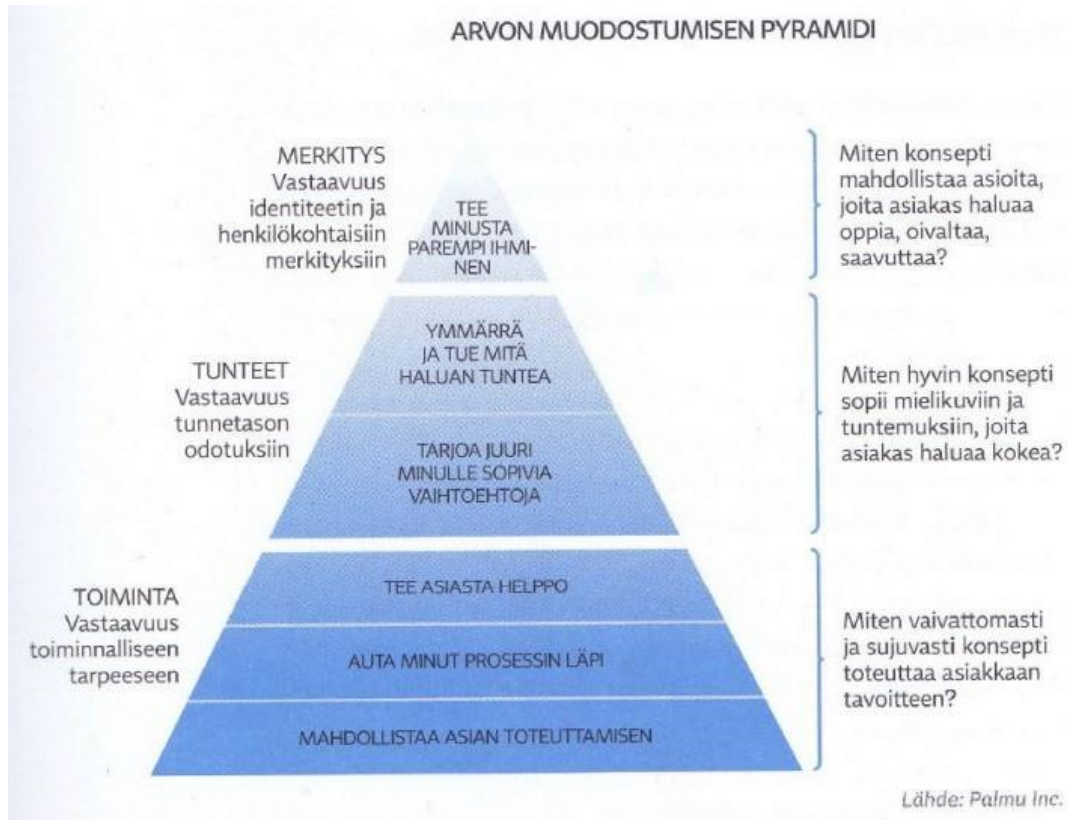 ARVON MUODOSTUMISEN PYRAMIDI
MERKITYS
Vastaavuus
identiteetin ja
henkilökohtaisiin
merkityksiin
TEE
MINUSTA
PAREMPI IHMI-
NEN
Miten konsepti
mahdollistaa asioita,
joita asiakas haluaa
oppia, oivaltaa,
saavuttaa?
TUNTEET
Vastaavuus
tunnetason
odotuksiin
YMMÄRRÄ
JA TUE MITÄ
HALUAN TUNTEA
TARJOA JUURI
MINULLE SOPIVIA
VAIHTOEHTOJA
Miten hyvin konsepti
sopii mielikuviin ja
tuntemuksiin, joita
asiakas haluaa kokea?
TOIMINTA
Vastaavuus
toiminnalliseen
tarpeeseen
TEE ASIASTA HELPPO
AUTA MINUT PROSESSIN LÄPI
MAHDOLLISTAA ASIAN TOTEUTTAMISEN
Miten vaivattomasti
ja sujuvasti konsepti
toteuttaa asiakkaan
tavoitteen?
Lähde: Palmu Inc.